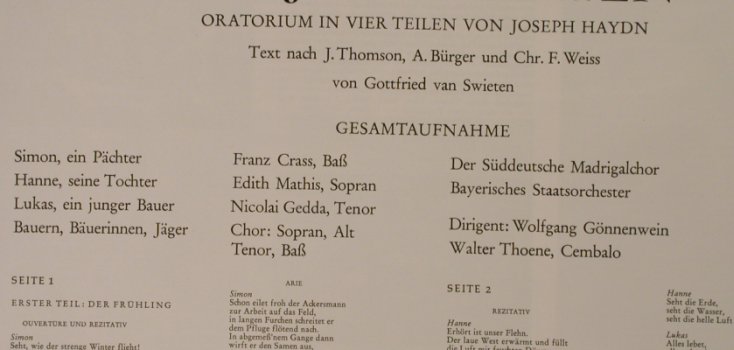 ORATORIUM IN VIER TEILEN VON JOSEPH HAYDN
Text nach J. Thomson, A. Bürger und Chr. F. Weiss
von Gottfried van Swieten
GESAMTAUFNAHME
Simon, ein Pächter
Hanne, seine Tochter
Lukas, ein junger Bauer
Bauern, Bäuerinnen, Jäger
Franz Crass, Baß
Edith Mathis, Sopran
Nicolai Gedda, Tenor
Chor: Sopran, Alt
Tenor, Baß
Der Süddeutsche Madrigalchor
Bayerisches Staatsorchester
Dirigent: Wolfgang Gönnenwein
Walter Thoene, Cembalo
SEITE 1
ERSTER TEIL: DER FRÜHLING
OUVERTÜRE UND REZITATIV
Simon
Seht, wie der strenge Winter flieht!
ARIE
Simon
Schon eilet froh der Ackersmann
zur Arbeit auf das Feld,
in langen Furchen schreitet er
dem Pfluge flötend nach.
In abgemeß'nem Gange dann
wirft er den Samen aus,
SEITE 2
REZITATIV
Hanne
Erhört ist unser Flehn.
Der laue West erwärmt und füllt
die Luft mit feuchten
Hanne
Seht die Erde,
seht die Wasser,
seht die helle Luft
Lukas
Alles lebet,